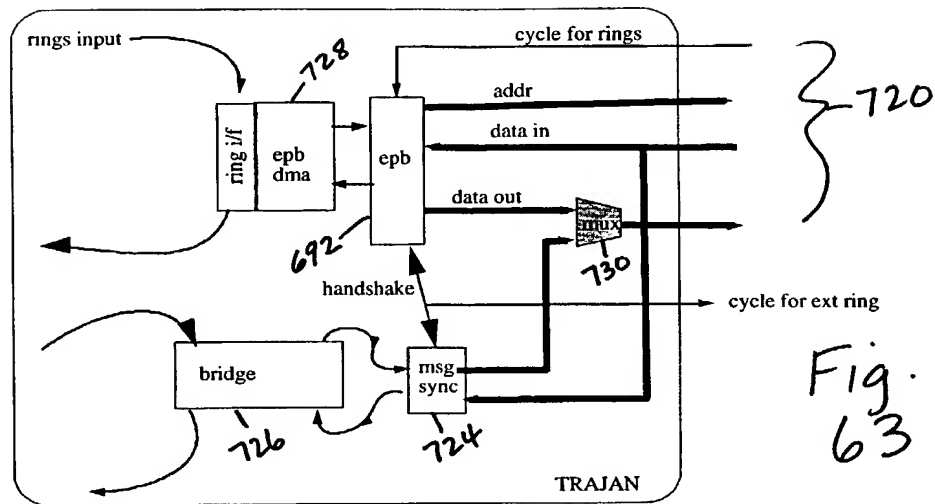 rings input
cycle for rings
728
addr
720
data in
ring i/f
epb
dma
epb
data out
mux
692
730
handshake
cycle for ext ring
bridge
msg
sync
726
724
TRAJAN
Fig.
63